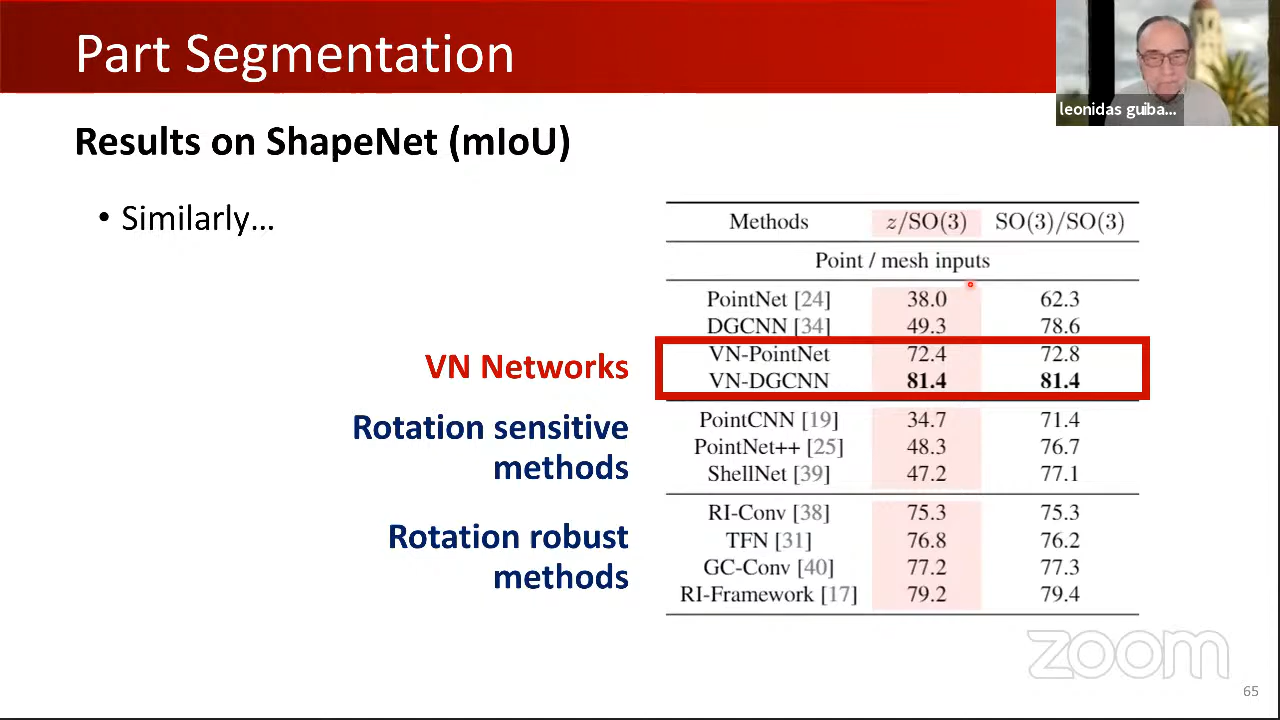 Part Segmentation
leonidas guiba...
Results on ShapeNet (mIoU)
• Similarly...
Methods z/SO(3) SO(3)/SO(3)
Point / mesh inputs
PointNet [24] 38.0 62.3
DGCNN [34] 49.3 78.6
VN Networks
VN-PointNet 72.4 72.8
VN-DGCNN 81.4 81.4
Rotation sensitive
methods
PointCNN [19] 34.7 71.4
PointNet++ [25] 48.3 76.7
ShellNet [39] 47.2 77.1
Rotation robust
methods
RI-Conv [38] 75.3 75.3
TFN [31] 76.8 76.2
GC-Conv [40] 77.2 77.3
RI-Framework [17] 79.2 79.4
zoom
65